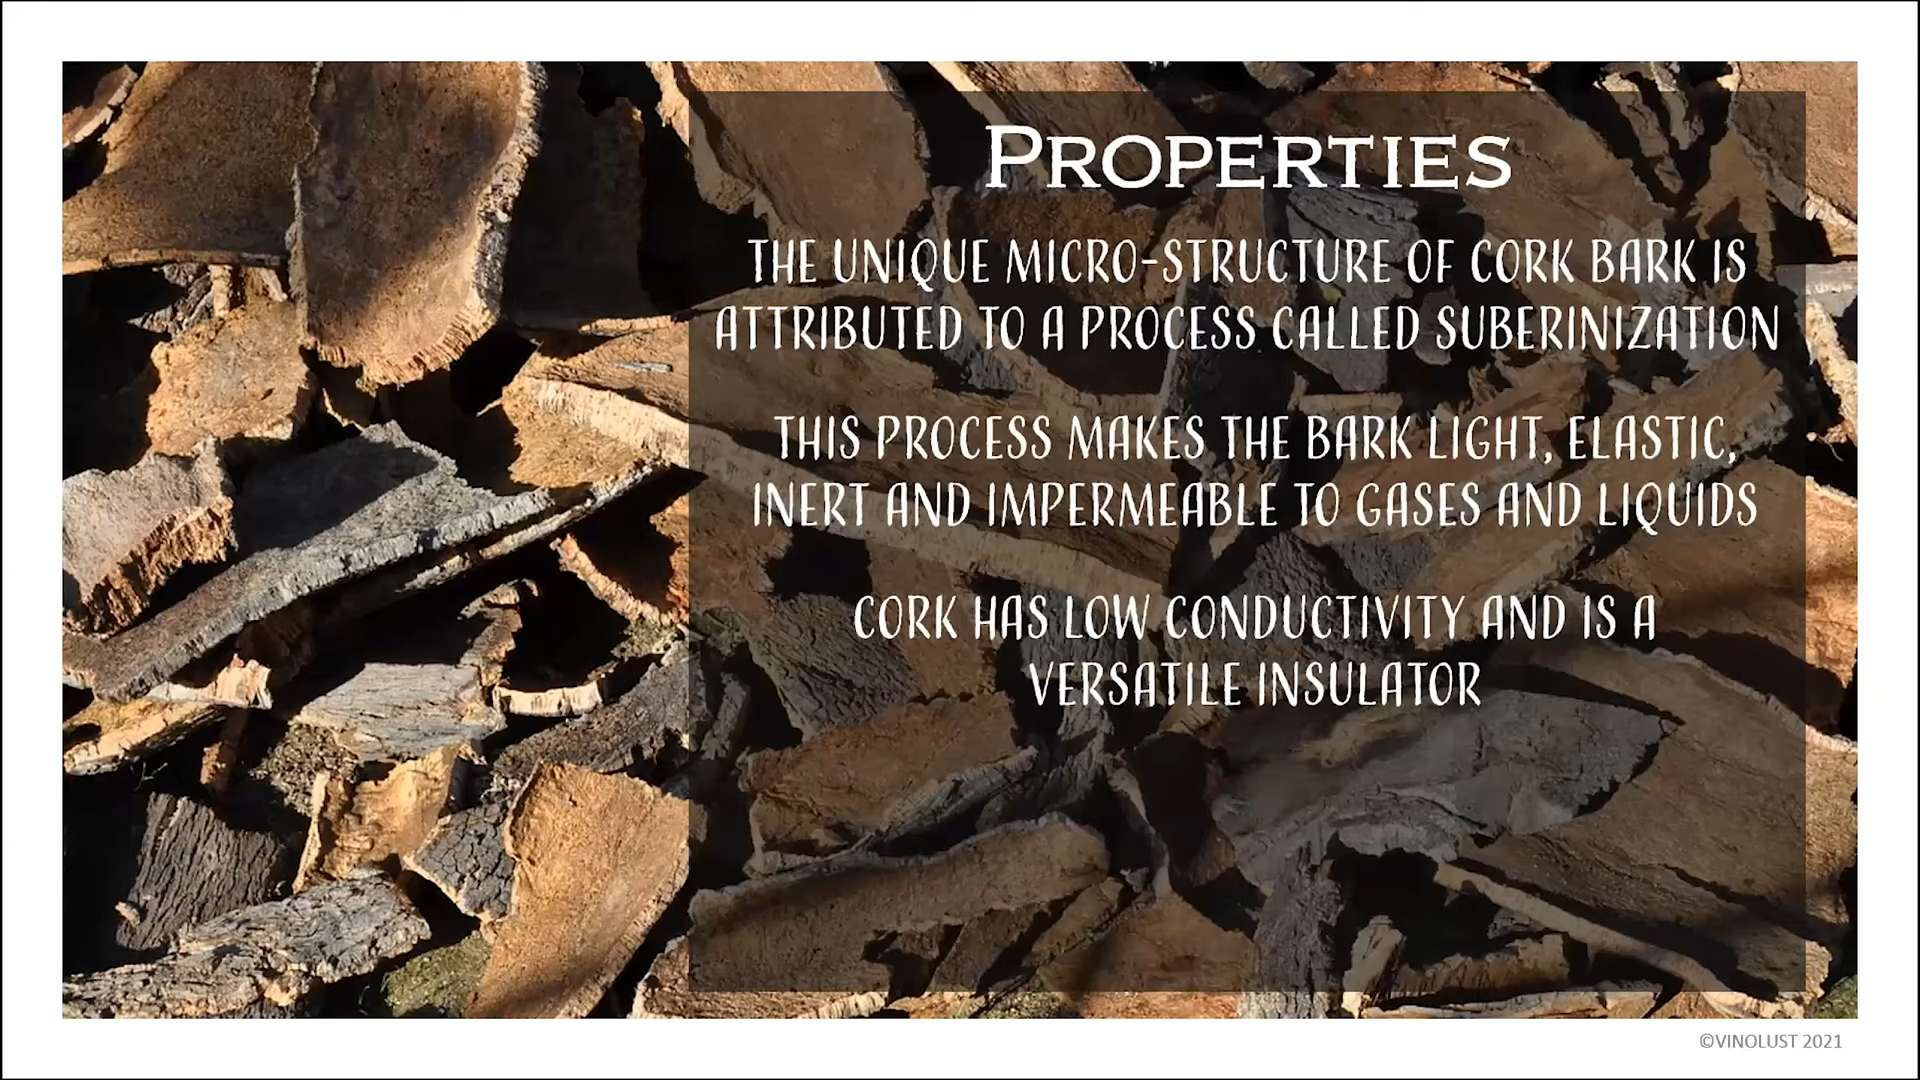 PROPERTIES
THE UNIQUE MICRO-STRUCTURE OF CORK BARK IS
ATTRIBUTED TO A PROCESS CALLED SUBERINIZATION
THIS PROCESS MAKES THE BARK LIGHT, ELASTIC,
INERT AND IMPERMEABLE TO GASES AND LIQUIDS
CORK HAS LOW CONDUCTIVITY AND IS A
VERSATILE INSULATOR
©VINOLUST 2021